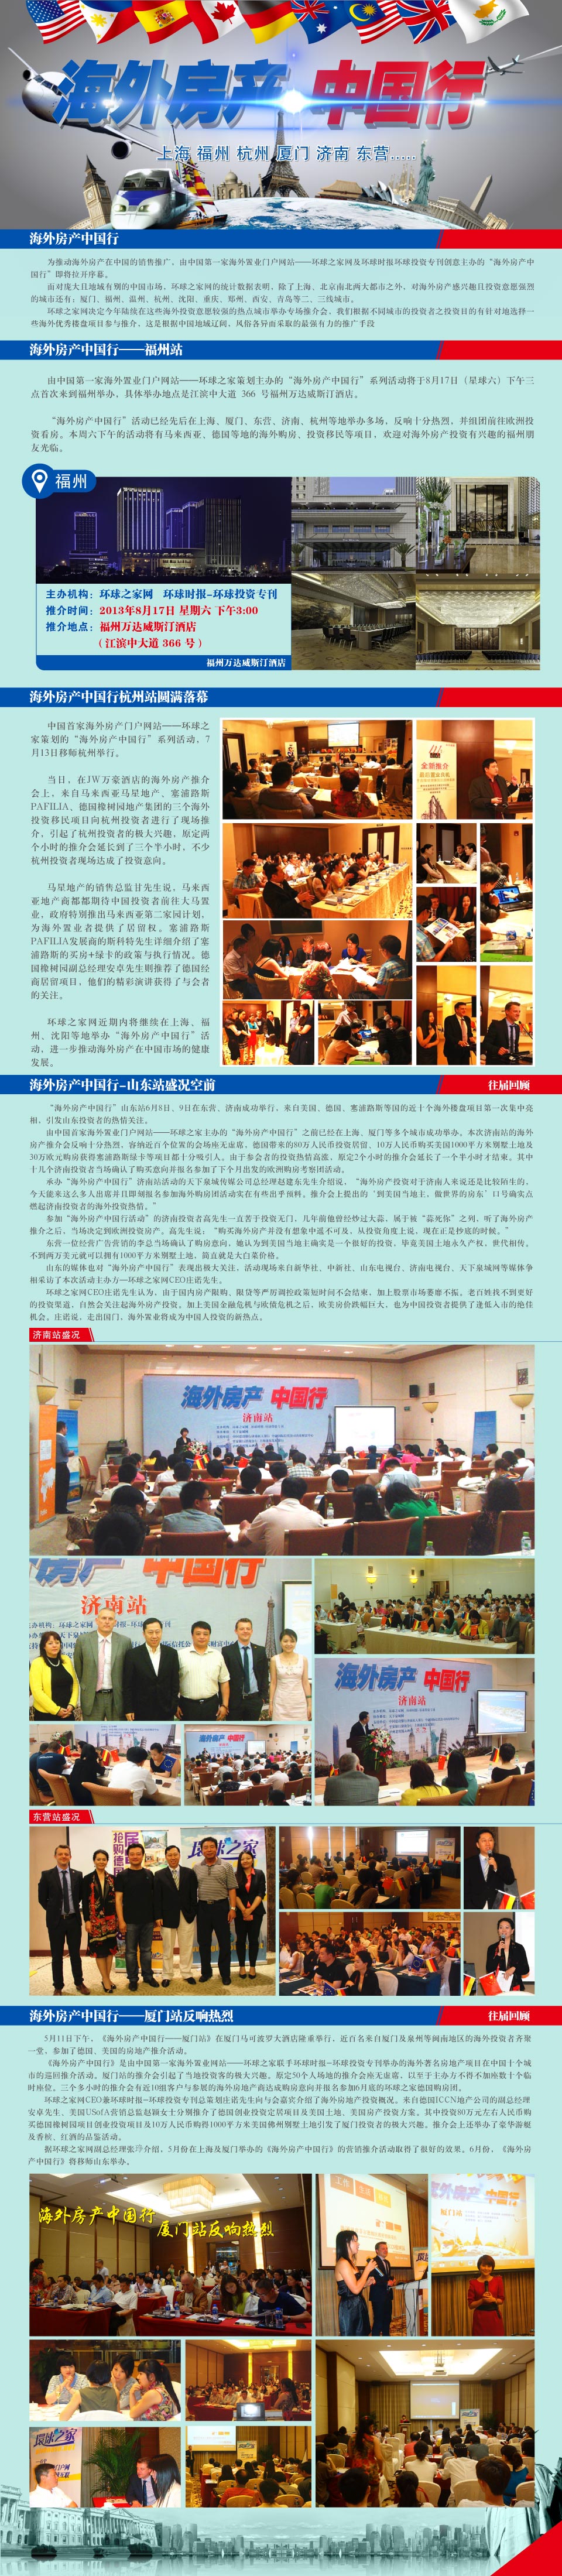 海外房产 中国行
上海 福州 杭州 厦门 济南 东营.....
海外房产中国行
为推动海外房产在中国的销售推广，由中国第一家海外置业门户网站——环球之家网及环球时报环球投资专刊创意主办的“海外房产中
国行”即将拉开序幕。
面对庞大且地域有别的中国市场，环球之家网的统计数据表明，除了上海、北京南北两大都市之外，对海外房产感兴趣且投资意愿强烈
的城市还有：厦门、福州、温州、杭州、沈阳、重庆、郑州、西安、青岛等二、三线城市。
环球之家网决定今年陆续在这些海外投资意愿较强的热点城市举办专场推介会，我们根据不同城市的投资者之投资目的有针对地选择一
些海外优秀楼盘项目参与推介，这是根据中国地域辽阔，风俗各异而采取的最强有力的推广手段
海外房产中国行——福州站
由中国第一家海外置业门户网站——环球之家策划主办的“海外房产中国行”系列活动将于8月17日（星球六）下午三
点首次来到福州举办，具体举办地点是江滨中大道 366 号福州万达威斯汀酒店。
“海外房产中国行”活动已经先后在上海、厦门、东营、济南、杭州等地举办多场，反响十分热烈，并组团前往欧洲投
资看房。本周六下午的活动将有马来西亚、德国等地的海外购房、投资移民等项目，欢迎对海外房产投资有兴趣的福州朋
友光临。
福州
主办机构：环球之家网 环球时报-环球投资专刊
推介时间：2013年8月17日 星期六 下午3:00
推介地点：福州万达威斯汀酒店
（江滨中大道 366 号）
福州万达威斯汀酒店
海外房产中国行杭州站圆满落幕
中国首家海外房产门户网站——环球之
家策划的“海外房产中国行”系列活动，7
月13日移师杭州举行。
当日，在JW万豪酒店的海外房产推介
会上，来自马来西亚马星地产、塞浦路斯
PAFILIA、德国橡树园地产集团的三个海外
投资移民项目向杭州投资者进行了现场推
介，引起了杭州投资者的极大兴趣，原定两
个小时的推介会延长到了三个半小时，不少
杭州投资者现场达成了投资意向。
马星地产的销售总监甘先生说，马来西
亚地产商都都期待中国投资者前往大马置
业，政府特别推出马来西亚第二家园计划，
为海外置业者提供了居留权。塞浦路斯
PAFILIA发展商的斯科特先生详细介绍了塞
浦路斯的买房+绿卡的政策与执行情况。德
国橡树园副总经理安卓先生则推荐了德国经
商居留项目，他们的精彩演讲获得了与会者
的关注。
环球之家网近期内将继续在上海、福
州、沈阳等地举办“海外房产中国行”活
动，进一步推动海外房产在中国市场的健康
发展。
海外房产中国行-山东站盛况空前
往届回顾
“海外房产中国行”山东站6月8日、9日在东营、济南成功举行，来自美国、德国、塞浦路斯等国的近十个海外楼盘项目第一次集中亮
相，引发山东投资者的热情关注。
由中国首家海外置业门户网站——环球之家主办的“海外房产中国行”之前已经在上海、厦门等多个城市成功举办。本次济南站的海外
房产推介会反响十分热烈，容纳近百个位置的会场座无虚席，德国带来的80万人民币投资居留、10万人民币购买美国1000平方米别墅土地及
30万欧元购房获得塞浦路斯绿卡等项目都十分吸引人。由于参会者的投资热情高涨，原定2个小时的推介会延长了一个半小时才结束。其中
十几个济南投资者当场确认了购买意向并报名参加了下个月出发的欧洲购房考察团活动。
承办“海外房产中国行”济南站活动的天下泉城传媒公司总经理赵建东先生介绍说，“海外房产投资对于济南人来说还是比较陌生的，
今天能来这么多人出席并且即刻报名参加海外购房团活动实在有些出乎预料。推介会上提出的‘到美国当地主，做世界的房东’11号确实点
燃起济南投资者的海外投资热情。”
参加“海外房产中国行活动”的济南投资者高先生一直苦于投资无门，几年前他曾经炒过大蒜，属于被“蒜死你”之列，听了海外房产
推介之后，当场决定到欧洲投资房产。高先生说：“购买海外房产并没有想象中遥不可及，从投资角度上说，现在正是抄底的时候。”
东营一位经营广告营销的李总当场确认了购房意向，她认为到美国当地主确实是一个很好的投资，毕竟美国土地永久产权，世代相传。
不到两万美元就可以拥有1000平方米别墅土地，简直就是大白菜价格。
山东的媒体也对“海外房产中国行”表现出极大关注，活动现场来自新华社、中新社、山东电视台、济南电视台、天下泉城网等媒体争
相采访了本次活动主办方—环球之家网CEO庄诺先生。
环球之家网CEO庄诺先生认为，由于国内房产限购、限贷等严厉调控政策短时间不会结束，加上股票市场萎靡不振，老百姓找不到更好
的投资渠道，自然会关注起海外房产投资。加上美国金融危机与欧债危机之后，欧美房价跌幅巨大，也为中国投资者提供了逢低入市的绝佳
机会。庄诺说，走出国门，海外置业将成为中国人投资的新热点。
济南站盛况
海外房产 中国行
济南站
房产 中国行
济南站
海外房产 中国行
济南站
海外房产 中国行
东营站盛况
环球之家
海外房产中国行——厦门站反响热烈
往届回顾
5月11日下午，《海外房产中国行——厦门站》在厦门马可波罗大酒店隆重举行，近百名来自厦门及泉州等闽南地区的海外投资者齐聚
一堂，参加了德国、美国的房地产推介活动。
《海外房产中国行》是由中国第一家海外置业网站——环球之家联手环球时报-环球投资专刊举办的海外著名房地产项目在中国十个城
市的巡回推介活动。厦门站的推介会引起了当地投资客的极大兴趣。原定50个人场地的推介会座无虚席，以至于主办方不得不加座数十个临
时座位。三个多小时的推介会有近10组客户与参展的海外房地产商达成购房意向并报名参加6月底的环球之家德国购房团。
环球之家网CEO兼环球时报-环球投资专刊总策划庄诺先生向与会嘉宾介绍了海外房地产投资概况。来自德国ICCN地产公司的副总经理
安卓先生、美国USofA营销总监赵颖女士分别推介了德国创业投资定居项目及美国土地、美国房产投资方案。其中投资80万元左右人民币购
买德国橡树园项目创业投资项目及10万人民币购得1000平方米美国佛州别墅土地引发了厦门投资者的极大兴趣。推介会上还举办了豪华游艇
及香槟、红酒的品鉴活动。
据环球之家网副总经理张玲介绍，5月份在上海及厦门举办的《海外房产中国行》的营销推介活动取得了很好的效果。6月份，《海外房
产中国行》将移师山东举办。
海外房产中国行
厦门站反响热烈
厦门站
环球之家